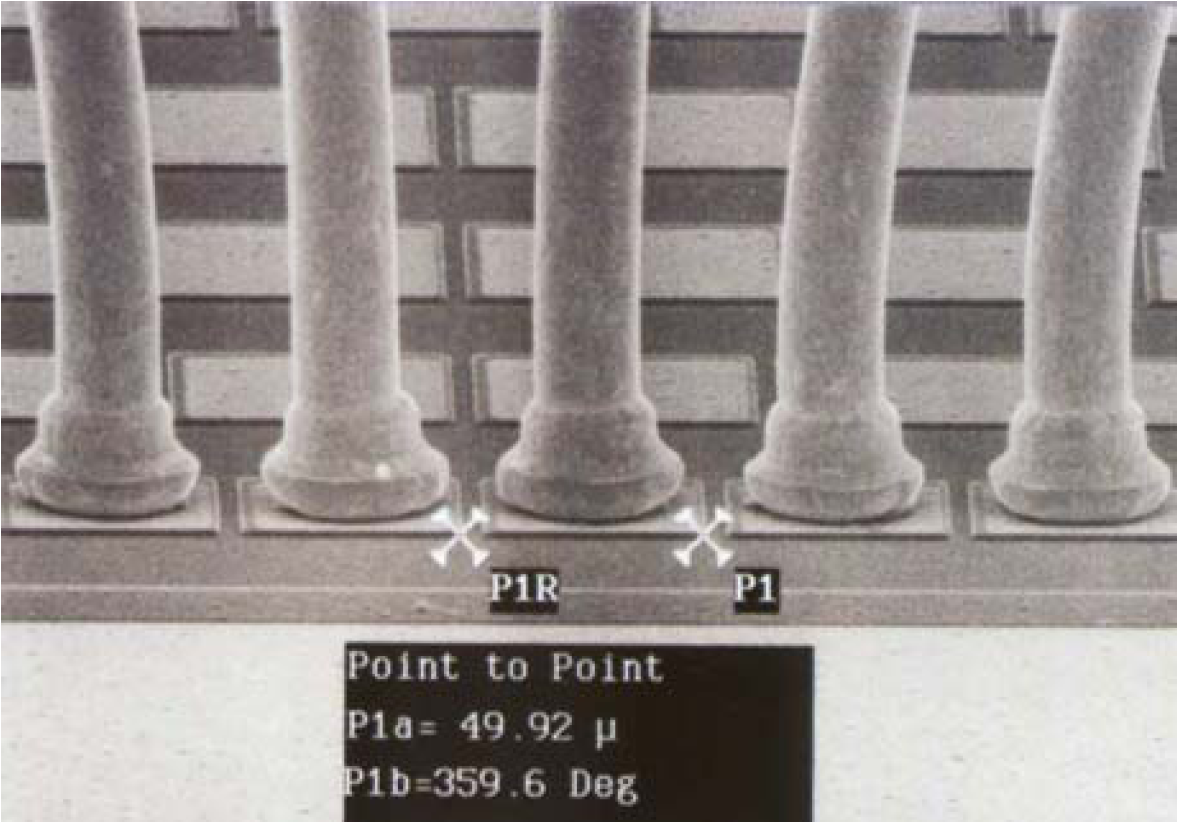 P1R
P1
Point to Point
P1a= 49.92 µ
P1b=359.6 Deg